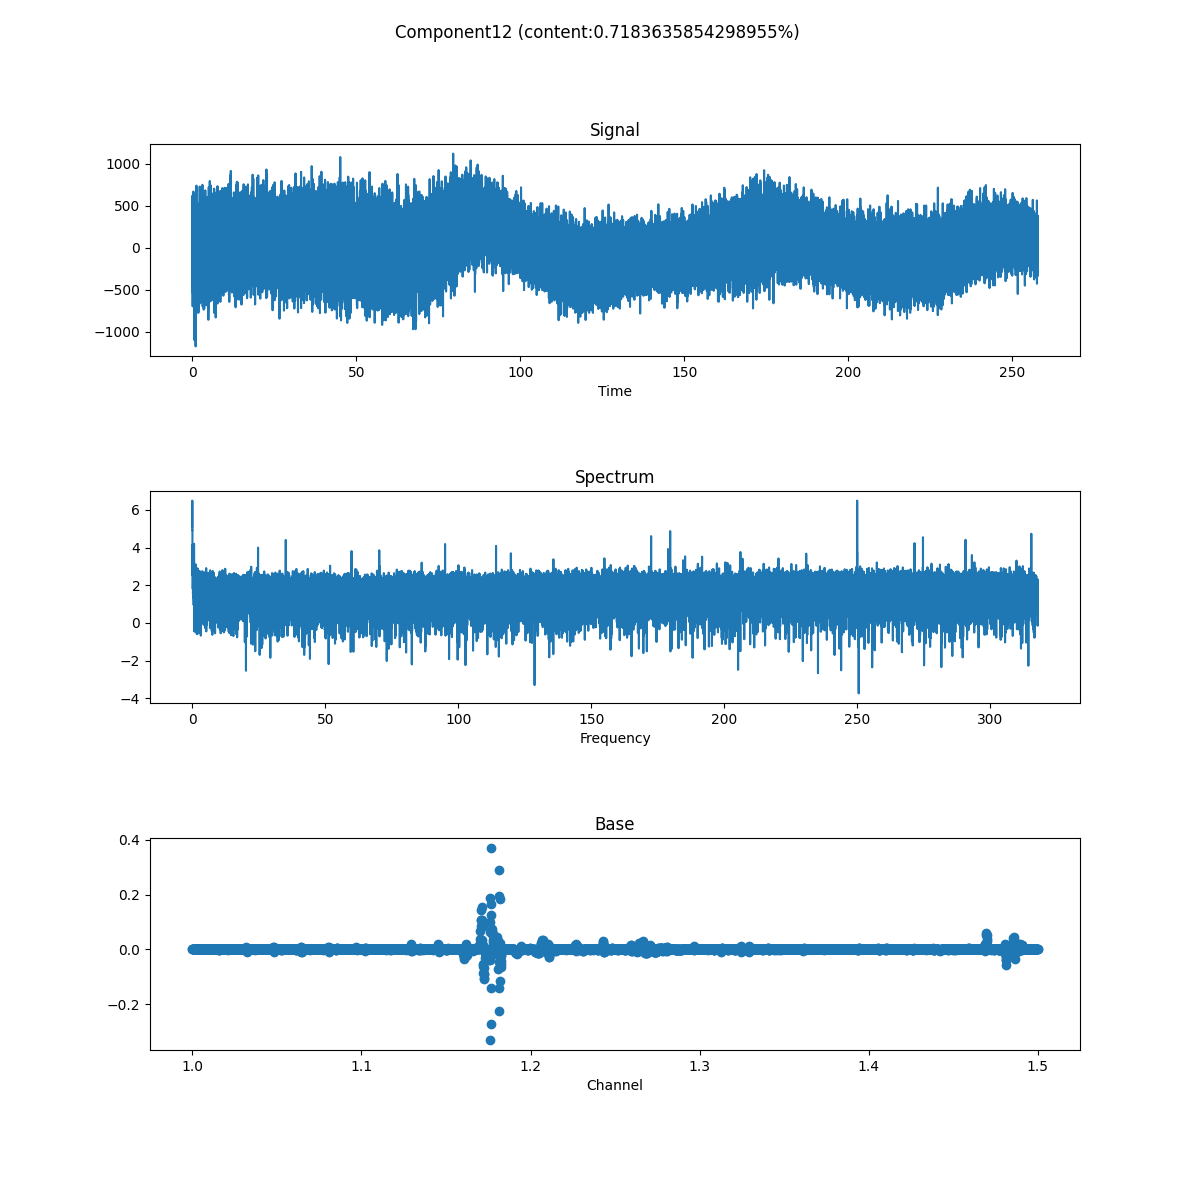 Component12 (content:0.7183635854298955%)
Signal
1000
500
0
−500
−1000
0 50 100 150 200 250
Time
Spectrum
6
4
2
0
−2
−4
0 50 100 150 200 250 300
Frequency
Base
0.4
0.2
0.0
−0.2
1.0 1.1 1.2 1.3 1.4 1.5
Channel